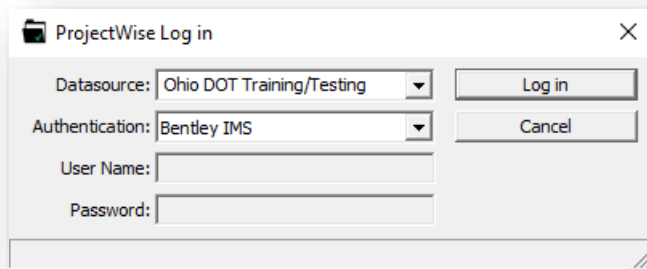 ProjectWise Log in
Datasource: Ohio DOT Training/Testing Log in
Authentication: Bentley IMS Cancel
User Name:
Password: